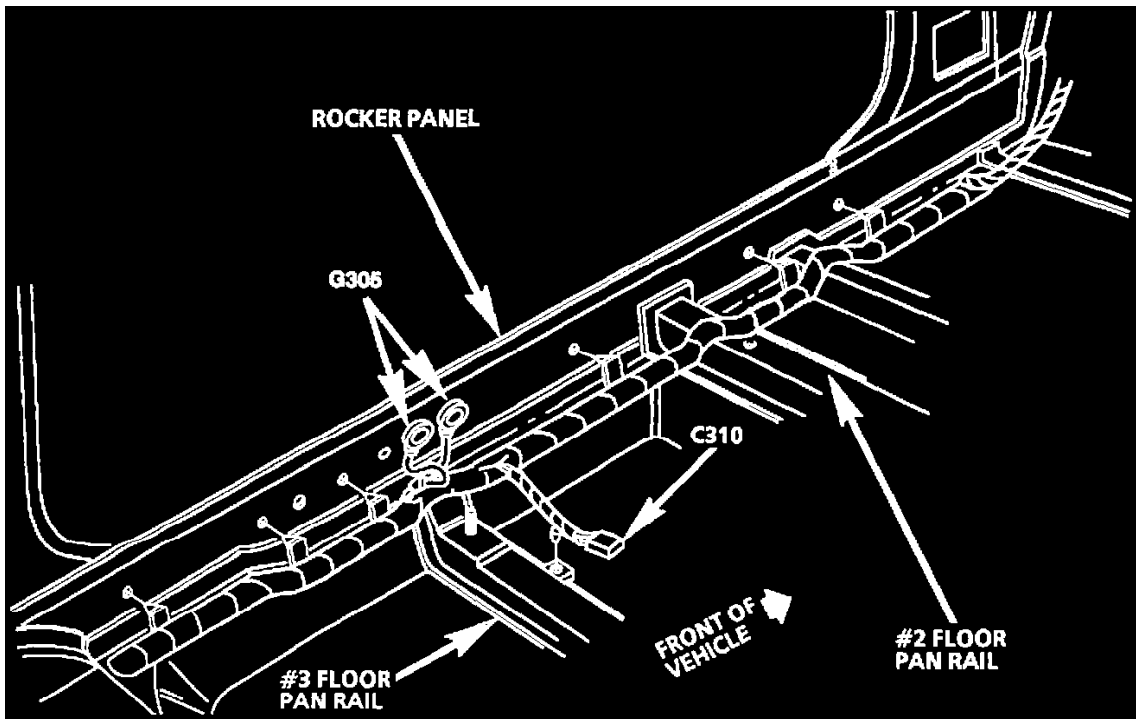 ROCKER PANEL
G305
C310
FRONT OF
VEHICLE
#2 FLOOR
PAN RAIL
#3 FLOOR
PAN RAIL